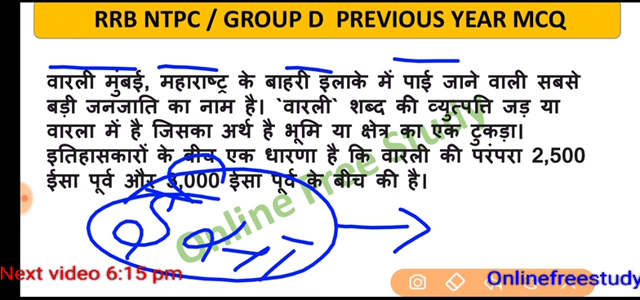 RRB NTPC / GROUP D PREVIOUS YEAR MCQ
वारली मुंबई, महाराष्ट्र के बाहरी इलाके में पाई जाने वाली सबसे
बड़ी जनजाति का नाम है। `वारली` शब्द की व्युत्पत्ति जड़ या
वारला में है जिसका अर्थ है भूमि या क्षेत्र का एक टुकड़ा।
इतिहासकारों के बीच एक धारणा है कि वारली की परंपरा 2,500
ईसा पूर्व और 3,000 ईसा पूर्व के बीच की है।
Online Free Study
Next video 6:15 pm
Onlinefreestudy